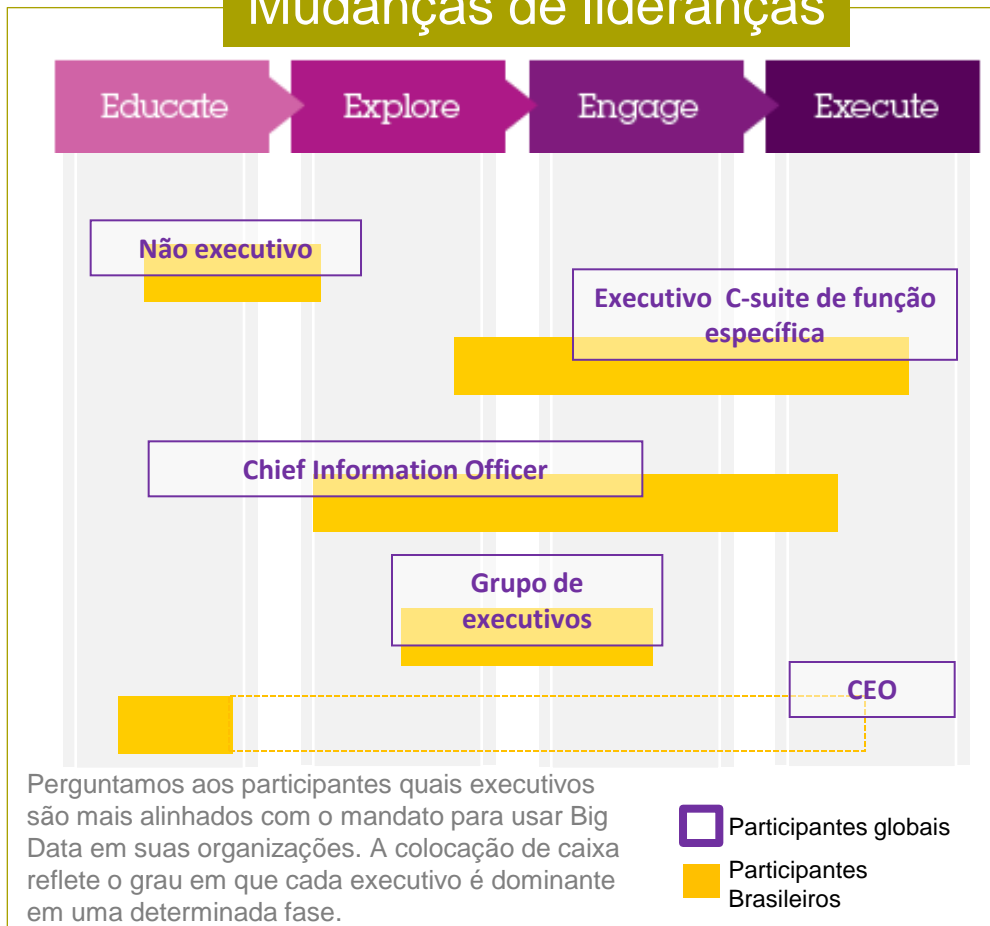 Mudanças de lideranças
Educate
Explore
Engage
Execute
Não executivo
Executivo C-suite de função
específica
Chief Information Officer
Grupo de
executivos
CEO
Perguntamos aos participantes quais executivos
são mais alinhados com o mandato para usar Big
Data em suas organizações. A colocação de caixa
reflete o grau em que cada executivo é dominante
em uma determinada fase.
Participantes globais
Participantes
Brasileiros